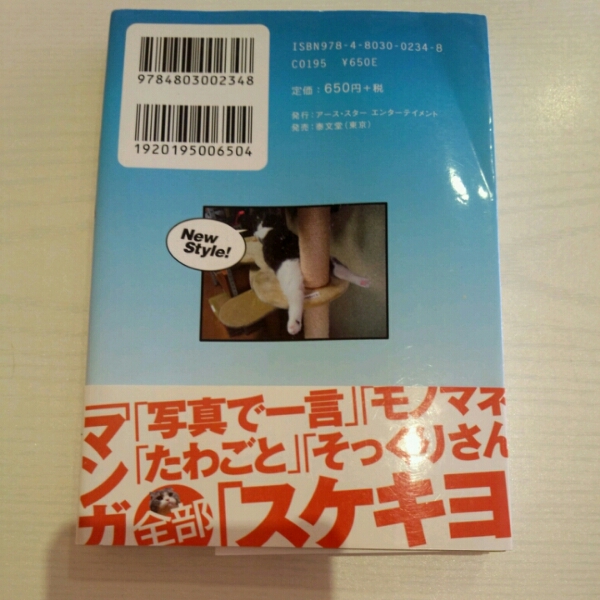 ISBN978-4-8030-0234-8
C0195 ¥650E
定価：650円+税
発行：アース・スター エンターテイメント
発売：泰文堂（東京）
9784803002348
1920195006504
New
Style!
「マンガ
「写真で一言」「モノマネ
「たわごと」「そっくりさん
全部「スケキヨ